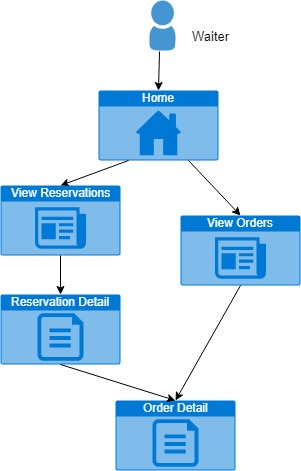 Waiter
Home
View Reservations
View Orders
Reservation Detail
Order Detail